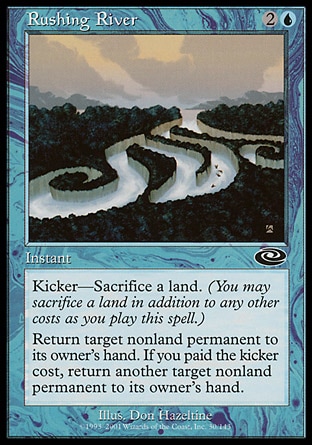 Rushing River 2
Instant
Kicker—Sacrifice a land. (You may
sacrifice a land in addition to any other
costs as you play this spell.)
Return target nonland permanent to
its owner's hand. If you paid the kicker
cost, return another target nonland
permanent to its owner's hand.
Illus. Don Hazeltine
©1993-2001 Wizards of the Coast, Inc. 30/143